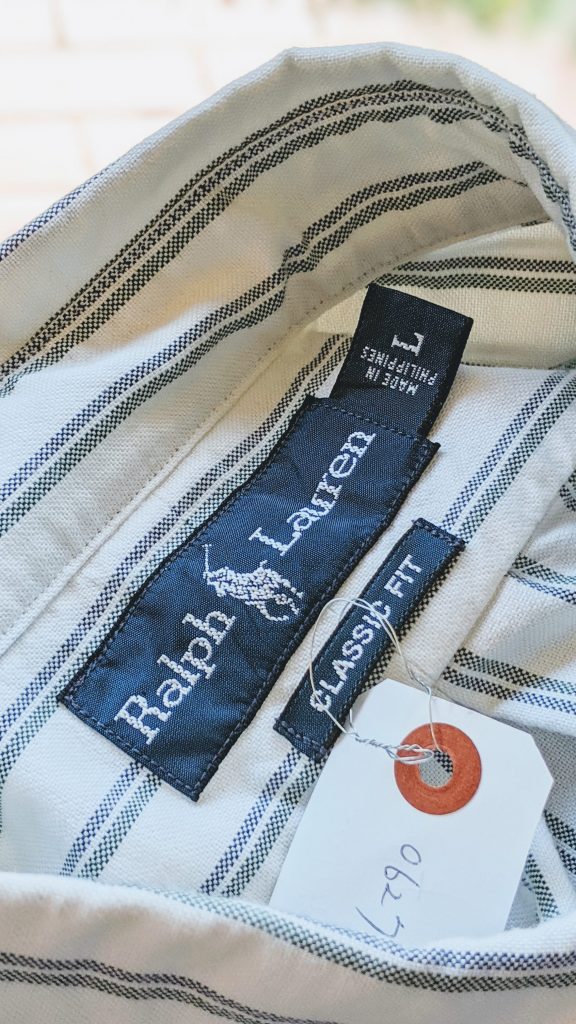 L
MADE IN
PHILIPPINES
Ralph Lauren
CLASSIC FIT